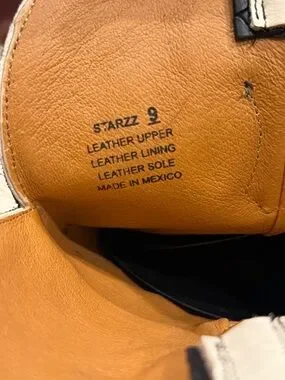 STARZZ 9
LEATHER UPPER
LEATHER LINING
LEATHER SOLE
MADE IN MEXICO